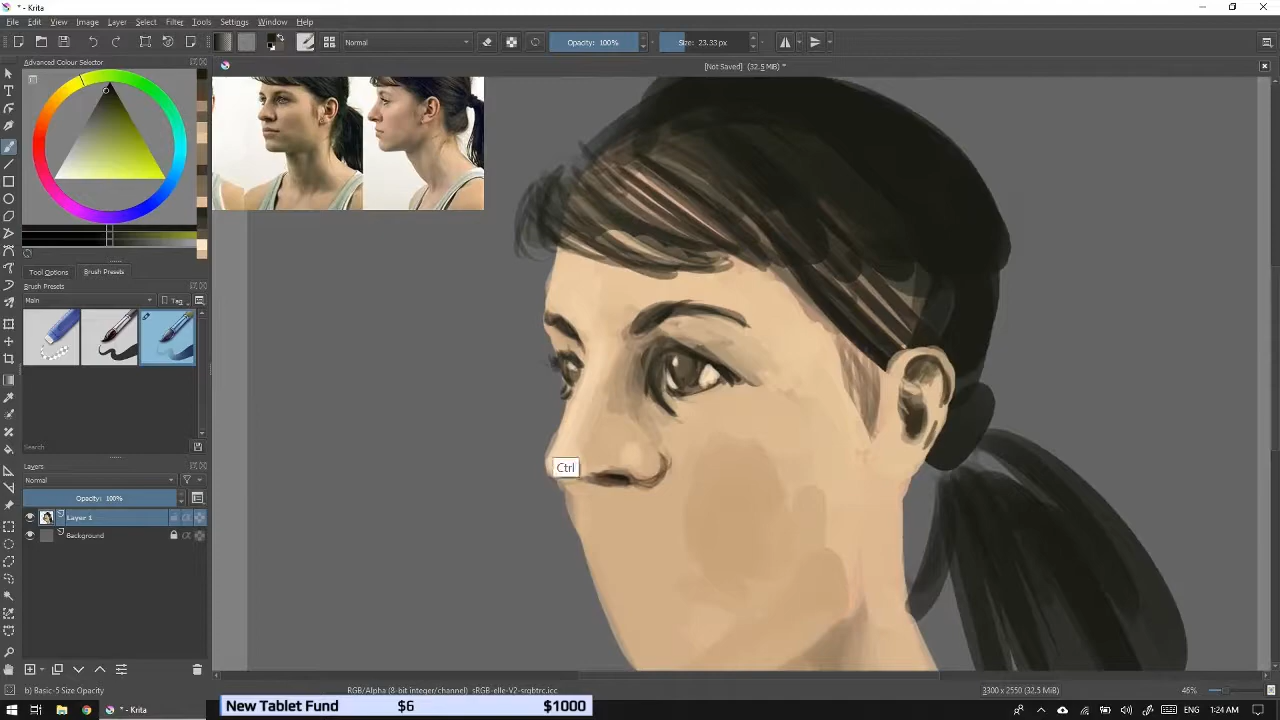 * - Krita
File Edit View Image Layer Select Filter Tools Settings Window Help
Normal Opacity: 100% Size: 23.33 px
Advanced Colour Selector
[Not Saved] (32.5 MiB) *
Tool Options Brush Presets
Brush Presets
Main Tag
Search
Layers
Normal
Opacity: 100%
Layer 1
Background
Ctrl
b) Basic-5 Size Opacity
RGB/Alpha (8-bit integer/channel) sRGB-elle-V2-srgbtrc.icc
3300 x 2550 (32.5 MiB)
46%
New Tablet Fund $6 $1000
* - Krita
1:24 AM